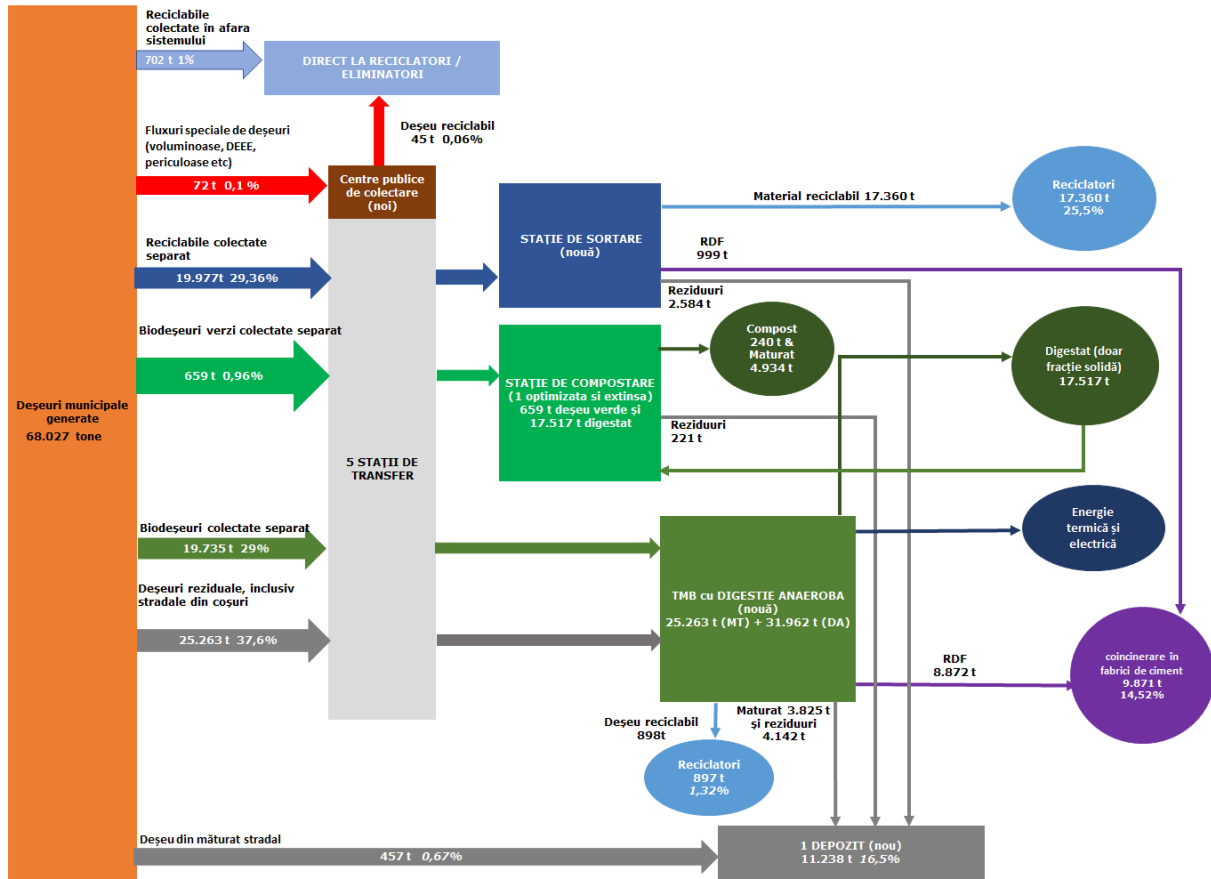 Reciclabile
colectate în afara
sistemului
702 t 1%
DIRECT LA RECICLATORI /
ELIMINATORI
Deșeu reciclabil
45 t 0,06%
Fluxuri speciale de deșeuri
(voluminoase, DEEE,
periculoase etc)
72 t 0,1 %
Centre publice
de colectare
(noi)
Reciclabile colectate
separat
19.977t 29,36%
STAȚIE DE SORTARE
(nouă)
Material reciclabil 17.360 t
Reciclatori
17.360 t
25,5%
RDF
999 t
Reziduuri
2.584 t
Biodeșeuri verzi colectate separat
659 t 0,96%
STAȚIE DE COMPOSTARE
(1 optimizata si extinsa)
659 t deșeu verde și
17.517 t digestat
Compost
240 t &
Maturat
4.934 t
Digestat (doar
fracție solidă)
17.517 t
Reziduuri
221 t
Deșeuri municipale
generate
68.027 tone
5 STAȚII DE
TRANSFER
Biodeșeuri colectate separat
19.735 t 29%
Energie
termică și
electrică
Deșeuri reziduale, inclusiv
stradale din coșuri
25.263 t 37,6%
TMB cu DIGESTIE ANAEROBA
(nouă)
25.263 t (MT) + 31.962 t (DA)
RDF
8.872 t
coincinerare în
fabrici de ciment
9.871 t
14,52%
Deșeu reciclabil
898t
Maturat 3.825 t
și reziduuri
4.142 t
Reciclatori
897 t
1,32%
Deșeu din măturat stradal
457 t 0,67%
1 DEPOZIT (nou)
11.238 t 16,5%